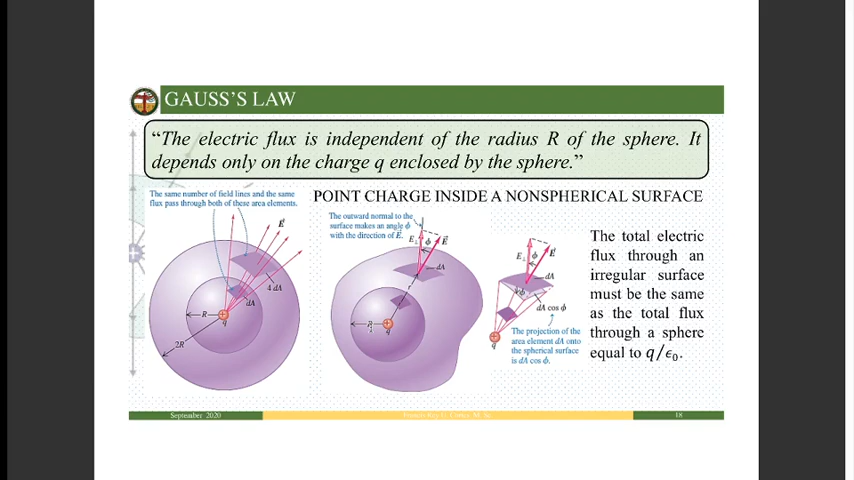 GAUSS'S LAW
“The electric flux is independent of the radius R of the sphere. It
depends only on the charge q enclosed by the sphere.”
The same number of field lines and the same
flux pass through both of these area elements.
POINT CHARGE INSIDE A NONSPHERICAL SURFACE
E⃗
dA
4 dA
R
q
2R
The outward normal to the
surface makes an angle ϕ
with the direction of E⃗.
E⊥
ϕ
E⃗
dA
r
R
q
E⊥
ϕ
E⃗
dA
ϕ
dA cos ϕ
q
The projection of the
area element dA onto
the spherical surface
is dA cos ϕ.
The total electric
flux through an
irregular surface
must be the same
as the total flux
through a sphere
equal to q/ϵ₀.
September 2020
18